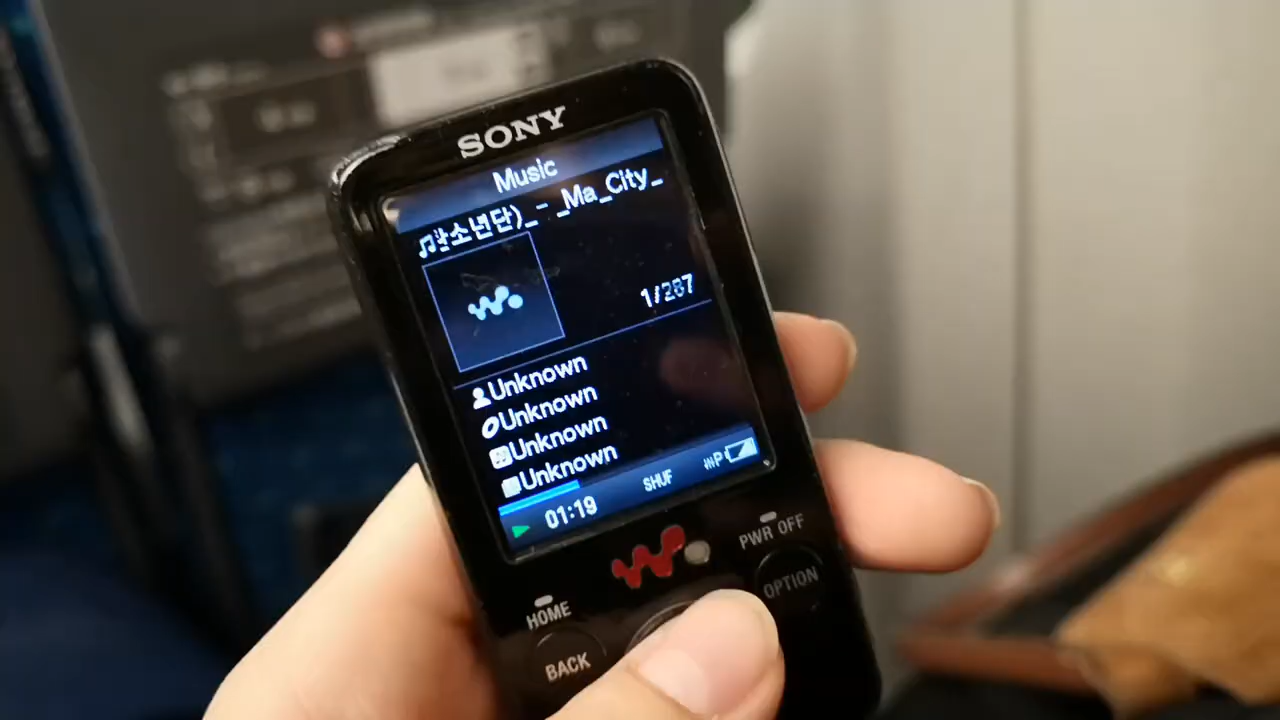 SONY
Music
소년단)_- _Ma_City_
1/287
Unknown
Unknown
Unknown
Unknown
01:19
SHUF
HOME
PWR OFF
BACK
OPTION